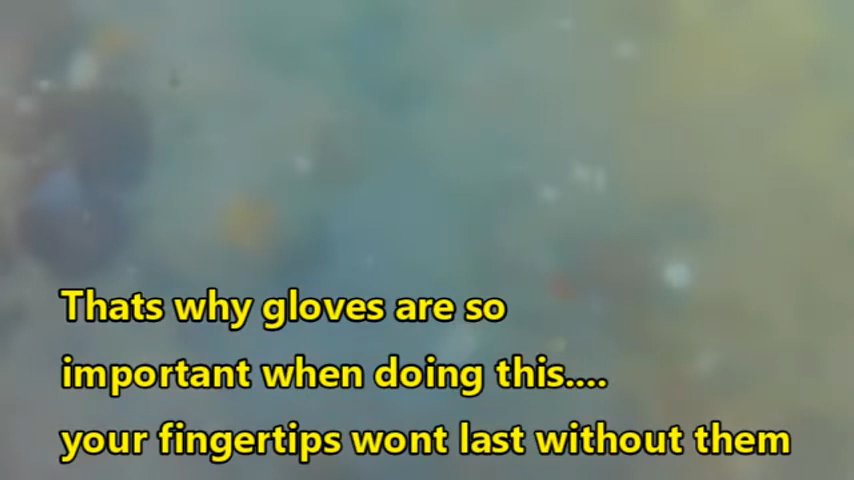 Thats why gloves are so
important when doing this....
your fingertips wont last without them